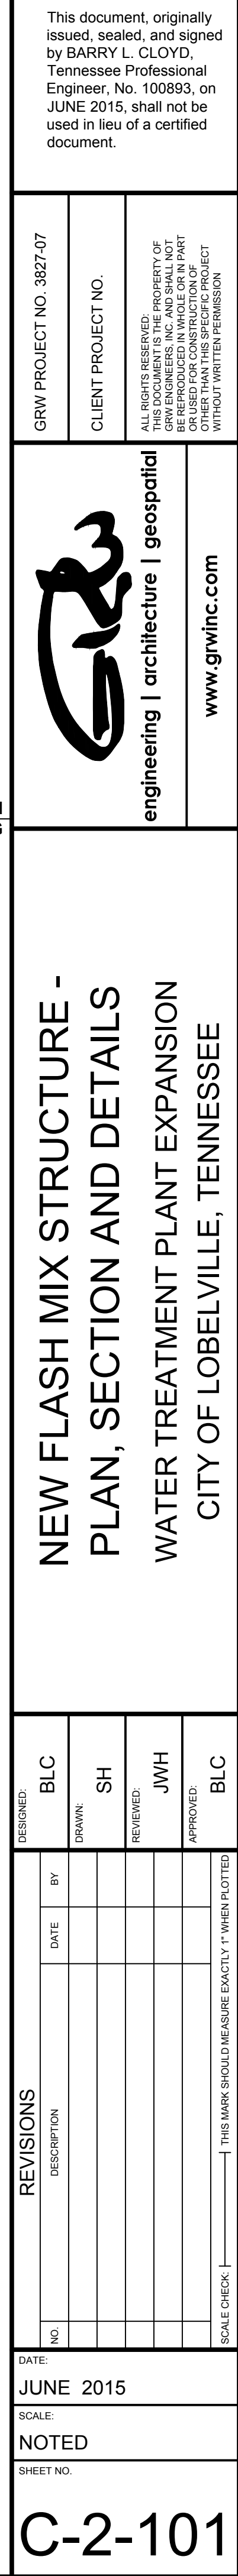 This document, originally
issued, sealed, and signed
by BARRY L. CLOYD,
Tennessee Professional
Engineer, No. 100893, on
JUNE 2015, shall not be
used in lieu of a certified
document.
GRW PROJECT NO. 3827-07
CLIENT PROJECT NO.
ALL RIGHTS RESERVED:
THIS DOCUMENT IS THE PROPERTY OF
GRW ENGINEERS, INC. AND SHALL NOT
BE REPRODUCED IN WHOLE OR IN PART
OR USED FOR CONSTRUCTION OF
OTHER THAN THIS SPECIFIC PROJECT
WITHOUT WRITTEN PERMISSION
GRW
engineering | architecture | geospatial
www.grwinc.com
NEW FLASH MIX STRUCTURE -
PLAN, SECTION AND DETAILS
WATER TREATMENT PLANT EXPANSION
CITY OF LOBELVILLE, TENNESSEE
DESIGNED:
BLC
DRAWN:
SH
REVIEWED:
JWH
APPROVED:
BLC
REVISIONS
NO. DESCRIPTION DATE BY
SCALE CHECK: THIS MARK SHOULD MEASURE EXACTLY 1" WHEN PLOTTED
DATE:
JUNE 2015
SCALE:
NOTED
SHEET NO.
C-2-101